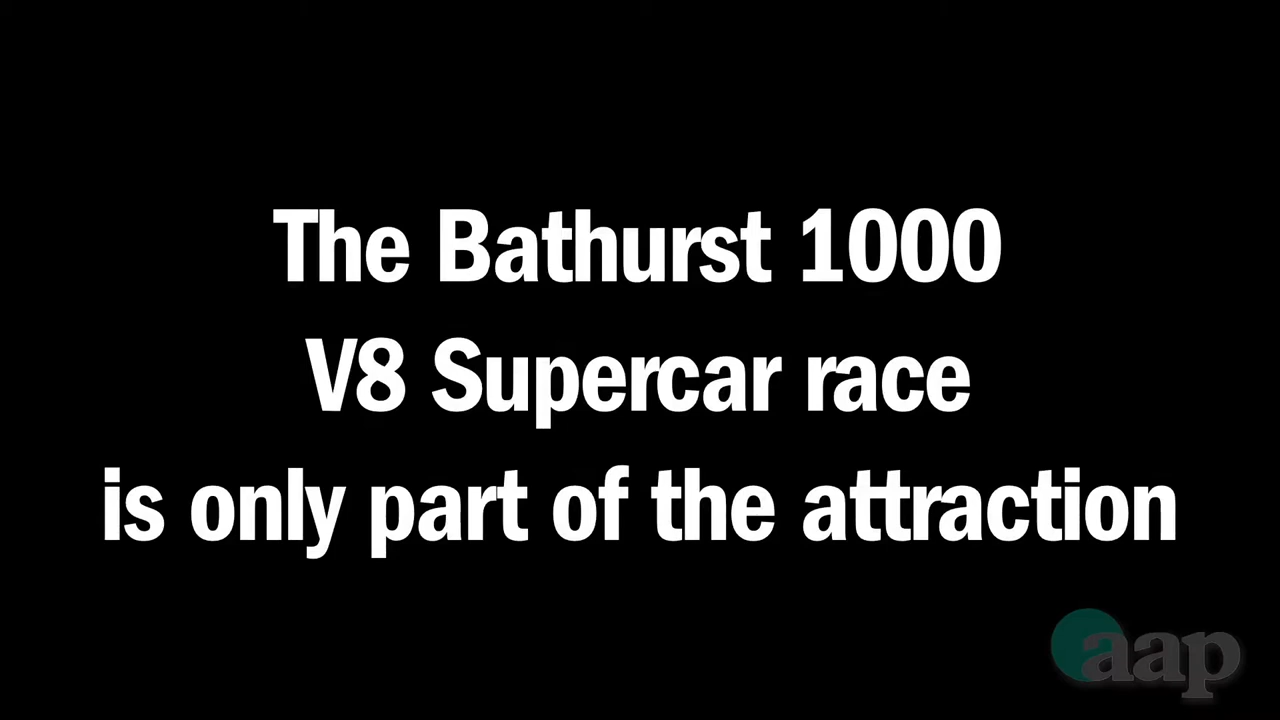 The Bathurst 1000
V8 Supercar race
is only part of the attraction
aap